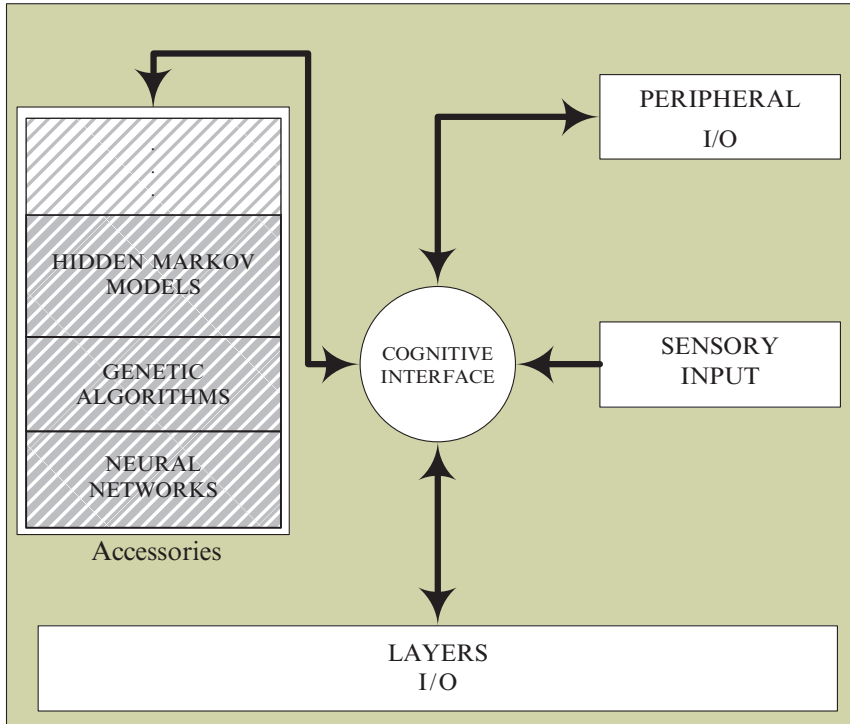 PERIPHERAL
I/O
.
.
.
HIDDEN MARKOV
MODELS
GENETIC
ALGORITHMS
NEURAL
NETWORKS
Accessories
COGNITIVE
INTERFACE
SENSORY
INPUT
LAYERS
I/O